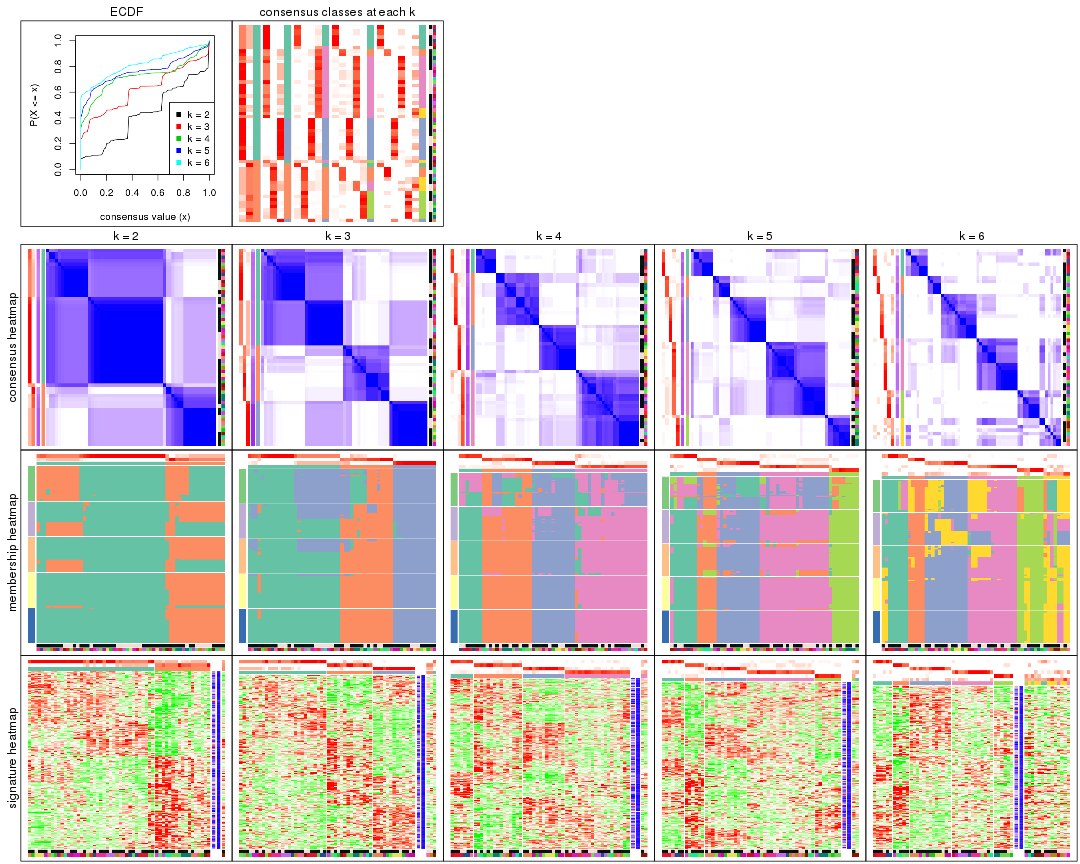 ECDF
consensus classes at each k
P(X <= x)
1.0
0.8
0.6
0.4
0.2
0.0
k = 2
k = 3
k = 4
k = 5
k = 6
0.0 0.2 0.4 0.6 0.8 1.0
consensus value (x)
k = 2
k = 3
k = 4
k = 5
k = 6
consensus heatmap
membership heatmap
signature heatmap